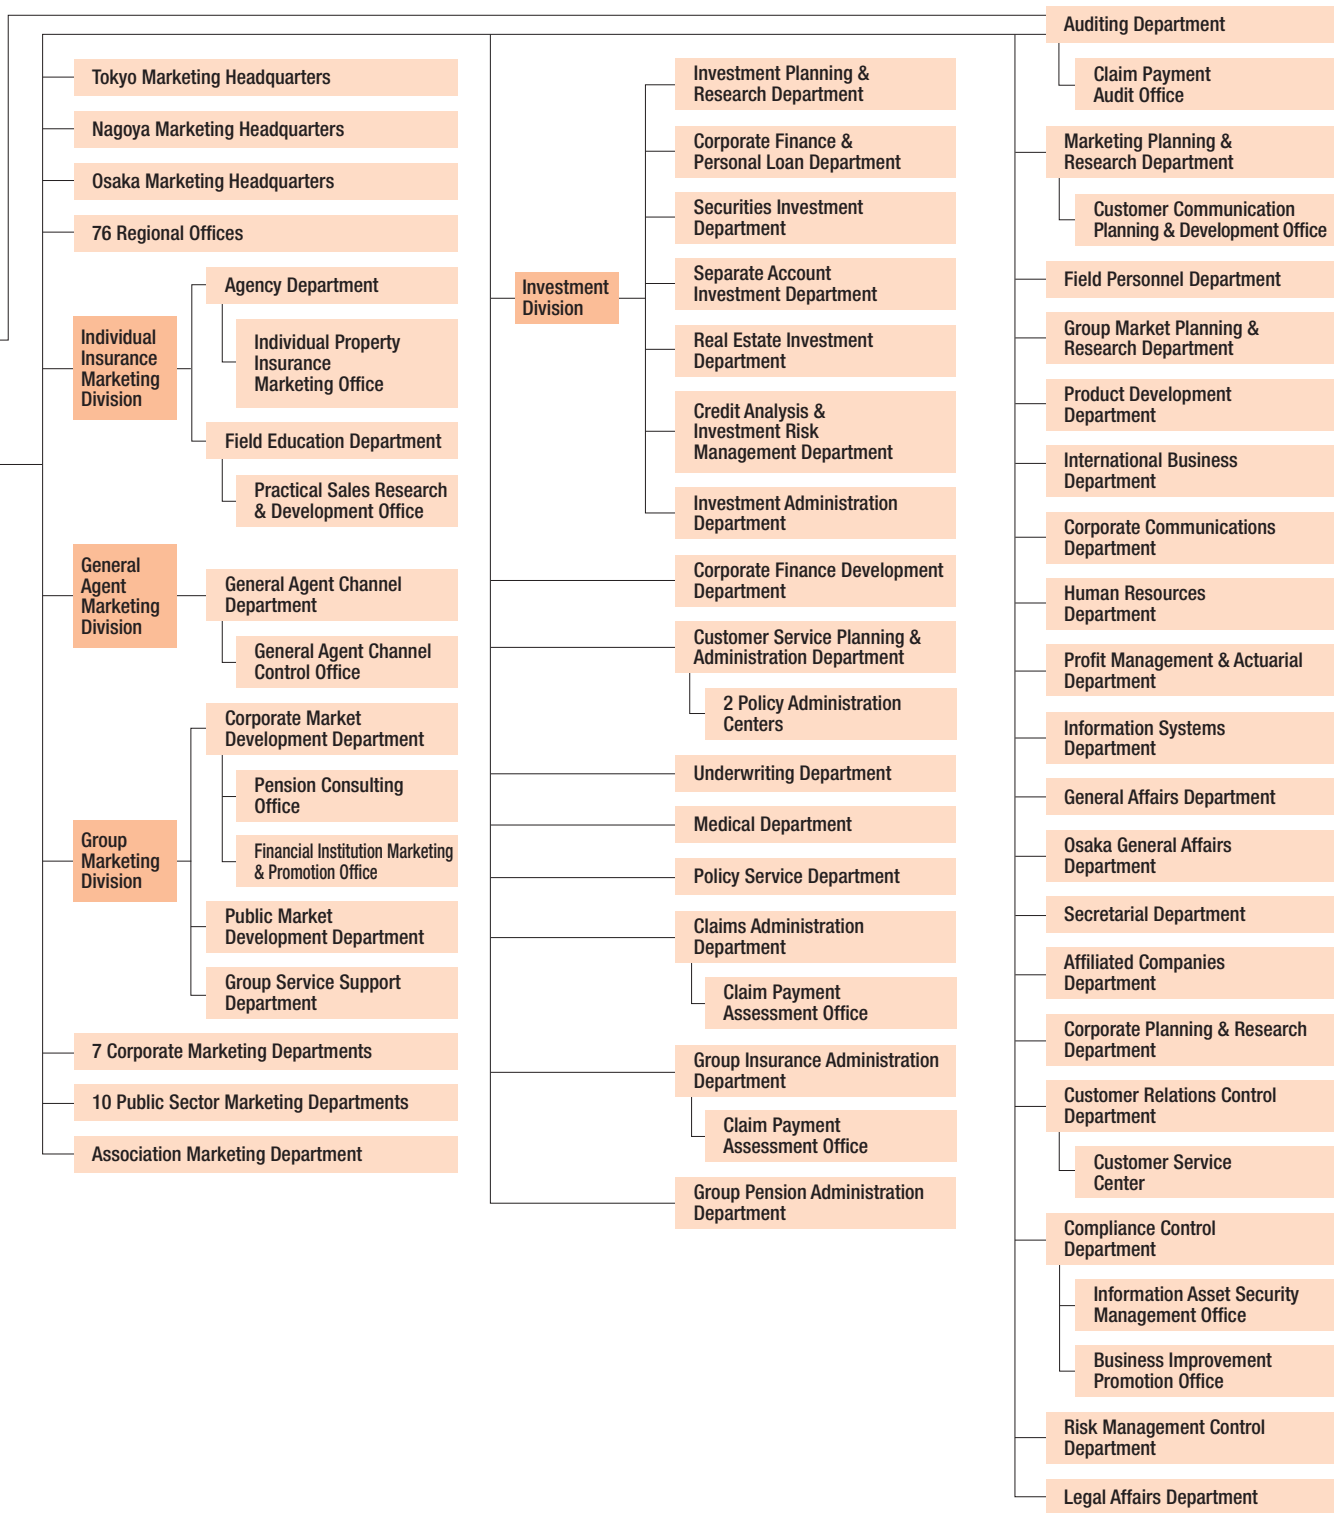 Tokyo Marketing Headquarters
Nagoya Marketing Headquarters
Osaka Marketing Headquarters
76 Regional Offices
Individual
Insurance
Marketing
Division
Agency Department
Individual Property
Insurance
Marketing Office
Field Education Department
Practical Sales Research
& Development Office
General
Agent
Marketing
Division
General Agent Channel
Department
General Agent Channel
Control Office
Group
Marketing
Division
Corporate Market
Development Department
Pension Consulting
Office
Financial Institution Marketing
& Promotion Office
Public Market
Development Department
Group Service Support
Department
7 Corporate Marketing Departments
10 Public Sector Marketing Departments
Association Marketing Department
Investment
Division
Investment Planning &
Research Department
Corporate Finance &
Personal Loan Department
Securities Investment
Department
Separate Account
Investment Department
Real Estate Investment
Department
Credit Analysis &
Investment Risk
Management Department
Investment Administration
Department
Corporate Finance Development
Department
Customer Service Planning &
Administration Department
2 Policy Administration
Centers
Underwriting Department
Medical Department
Policy Service Department
Claims Administration
Department
Claim Payment
Assessment Office
Group Insurance Administration
Department
Claim Payment
Assessment Office
Group Pension Administration
Department
Auditing Department
Claim Payment
Audit Office
Marketing Planning &
Research Department
Customer Communication
Planning & Development Office
Field Personnel Department
Group Market Planning &
Research Department
Product Development
Department
International Business
Department
Corporate Communications
Department
Human Resources
Department
Profit Management & Actuarial
Department
Information Systems
Department
General Affairs Department
Osaka General Affairs
Department
Secretarial Department
Affiliated Companies
Department
Corporate Planning & Research
Department
Customer Relations Control
Department
Customer Service
Center
Compliance Control
Department
Information Asset Security
Management Office
Business Improvement
Promotion Office
Risk Management Control
Department
Legal Affairs Department